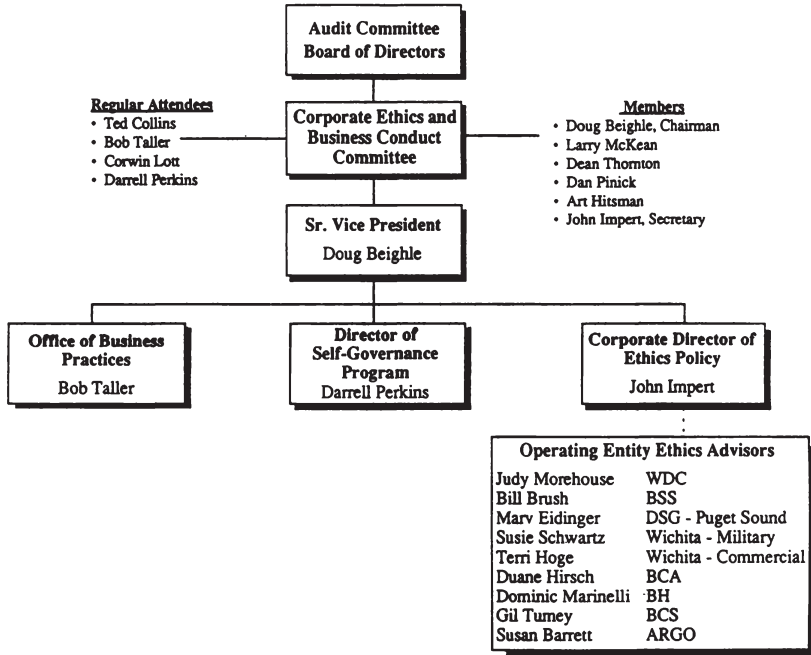 Audit Committee
Board of Directors
Regular Attendees
• Ted Collins
• Bob Taller
• Corwin Lott
• Darrell Perkins
Corporate Ethics and
Business Conduct
Committee
Members
• Doug Beighle, Chairman
• Larry McKean
• Dean Thornton
• Dan Pinick
• Art Hitsman
• John Impert, Secretary
Sr. Vice President
Doug Beighle
Office of Business
Practices
Bob Taller
Director of
Self-Governance
Program
Darrell Perkins
Corporate Director of
Ethics Policy
John Impert
Operating Entity Ethics Advisors
Judy Morehouse WDC
Bill Brush BSS
Marv Eidinger DSG - Puget Sound
Susie Schwartz Wichita - Military
Terri Hoge Wichita - Commercial
Duane Hirsch BCA
Dominic Marinelli BH
Gil Turney BCS
Susan Barrett ARGO